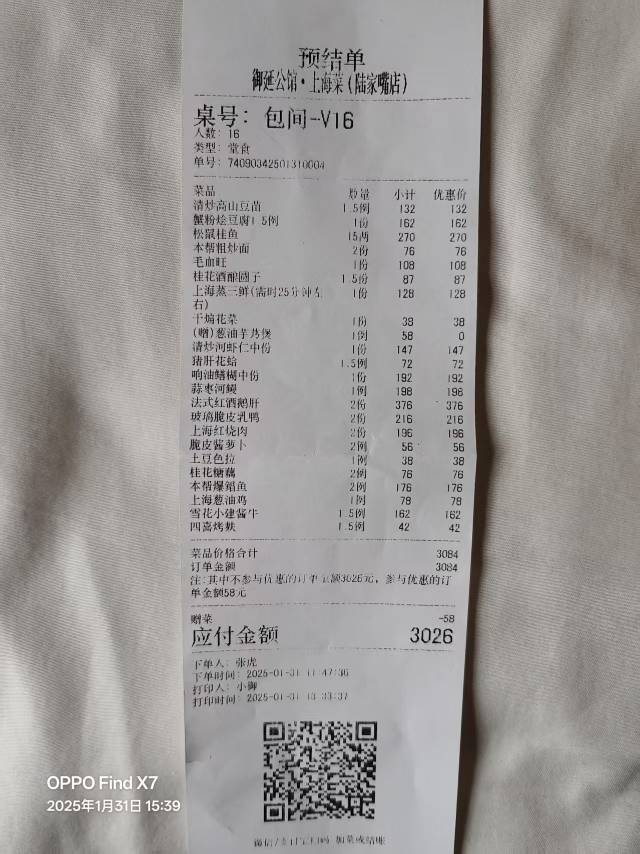 预结单
御延公馆·上海菜(陆家嘴店)
桌号: 包间-V16
人数: 16
类型: 堂食
单号: 74090342501310004
菜品 数量 小计 优惠价
清炒高山豆苗 1.5例 132 132
蟹粉烩豆腐1.5例 1份 162 162
松鼠桂鱼 15两 270 270
本帮粗炒面 2份 76 76
毛血旺 1份 108 108
桂花酒酿圆子 1.5例 87 87
上海蒸三鲜(需时25分钟左 1份 128 128
右)
干煸花菜 1份 38 38
(赠)葱油芋艿煲 1例 58 0
清炒河虾仁中份 1份 147 147
猪肝花蛤 1.5例 72 72
响油鳝糊中份 1份 192 192
蒜枣河鳗 1例 198 196
法式红酒鹅肝 2份 376 376
玻璃脆皮乳鸭 2份 216 216
上海红烧肉 2份 196 196
脆皮酱萝卜 2例 56 56
土豆色拉 1例 38 38
桂花糖藕 2例 76 76
本帮爆鲳鱼 2例 176 176
上海葱油鸡 1例 78 78
雪花小建酱牛 1.5例 162 162
四喜烤麸 1.5例 42 42
菜品价格合计 3084
订单金额 3084
注:其中不参与优惠的订单金额3026元, 参与优惠的订
单金额58元
赠菜 -58
应付金额 3026
下单人: 张虎
下单时间: 2025-01-31 11:47:36
打印人: 小御
打印时间: 2025-01-31 13:33:37
微信/支付宝扫码 加菜或结账
OPPO Find X7
2025年1月31日 15:39